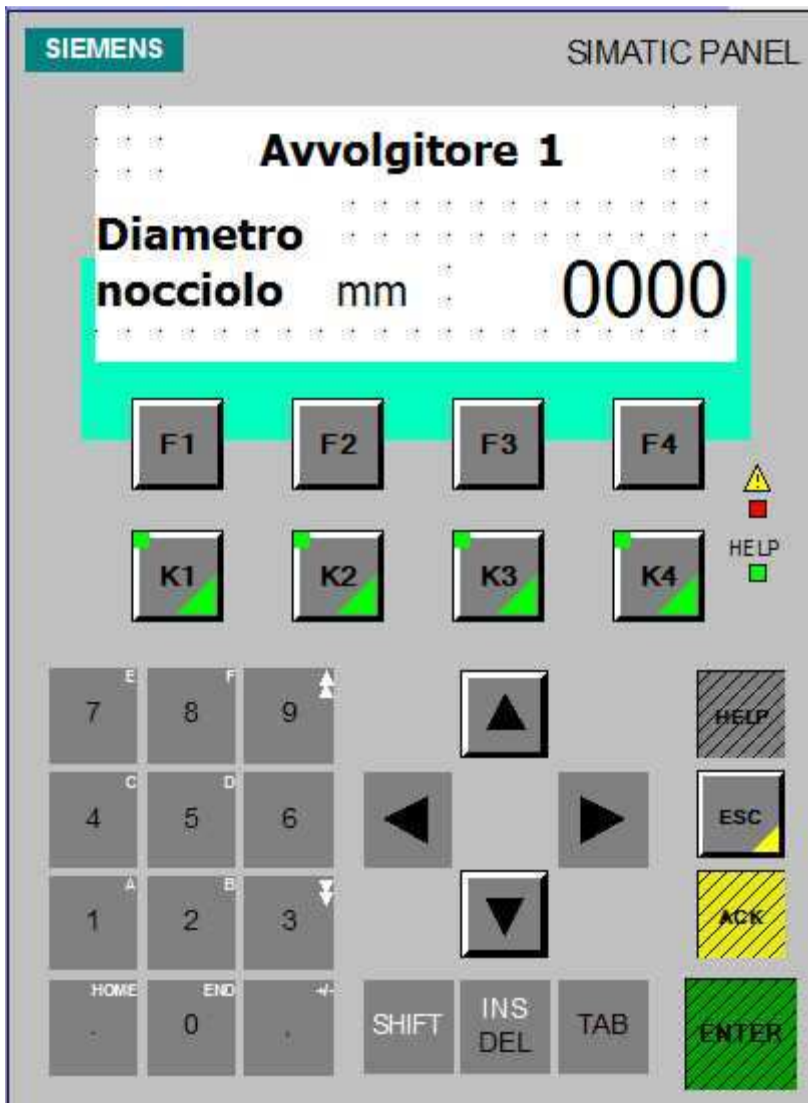 SIEMENS
SIMATIC PANEL
Avvolgitore 1
Diametro
nocciolo mm 0000
F1 F2 F3 F4
HELP
K1 K2 K3 K4
E F
7 8 9
HELP
C D
4 5 6
ESC
A B
1 2 3
ACK
HOME END +/-
. 0 .
SHIFT
INS
DEL
TAB
ENTER